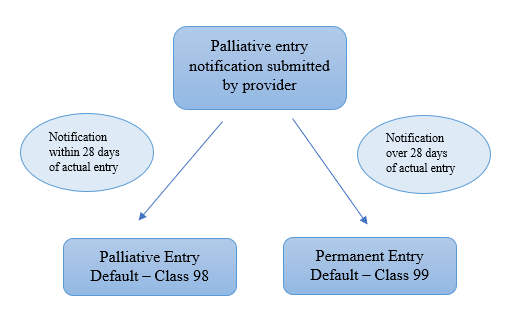 Palliative entry
notification submitted
by provider
Notification
within 28 days
of actual entry
Notification
over 28 days
of actual entry
Palliative Entry
Default – Class 98
Permanent Entry
Default – Class 99